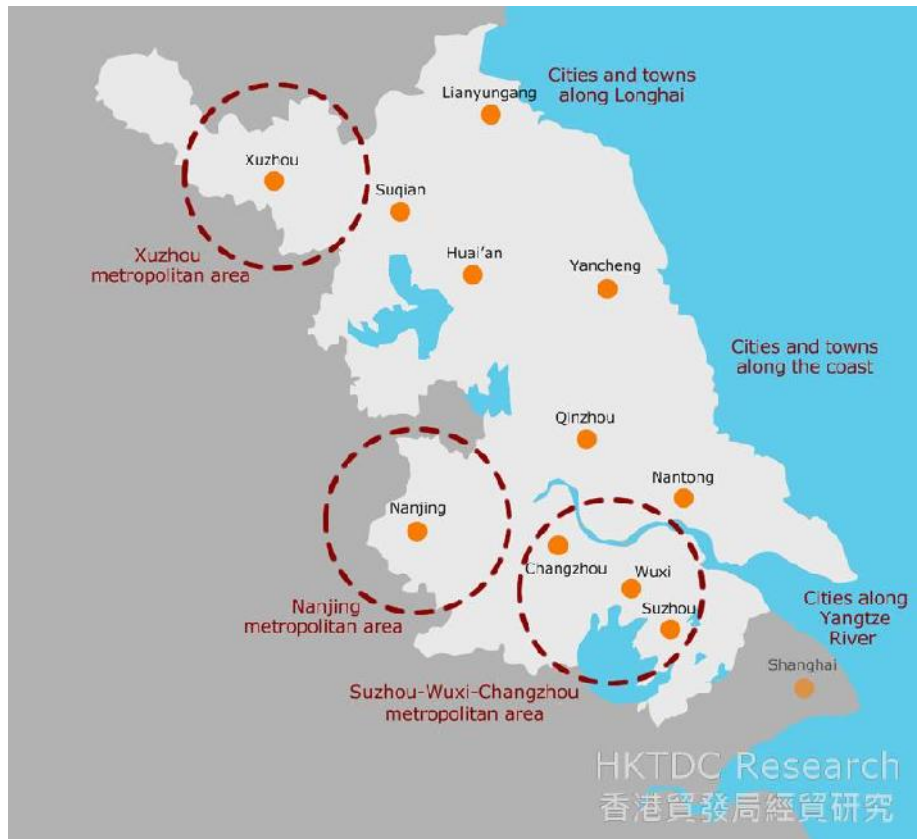 Cities and towns
along Longhai
Lianyungang
Xuzhou
Suqian
Xuzhou
metropolitan area
Huai’an
Yancheng
Cities and towns
along the coast
Qinzhou
Nantong
Nanjing
Changzhou
Wuxi
Suzhou
Nanjing
metropolitan area
Cities along
Yangtze
River
Shanghai
Suzhou-Wuxi-Changzhou
metropolitan area
HKTDC Research
香港貿發局經貿研究